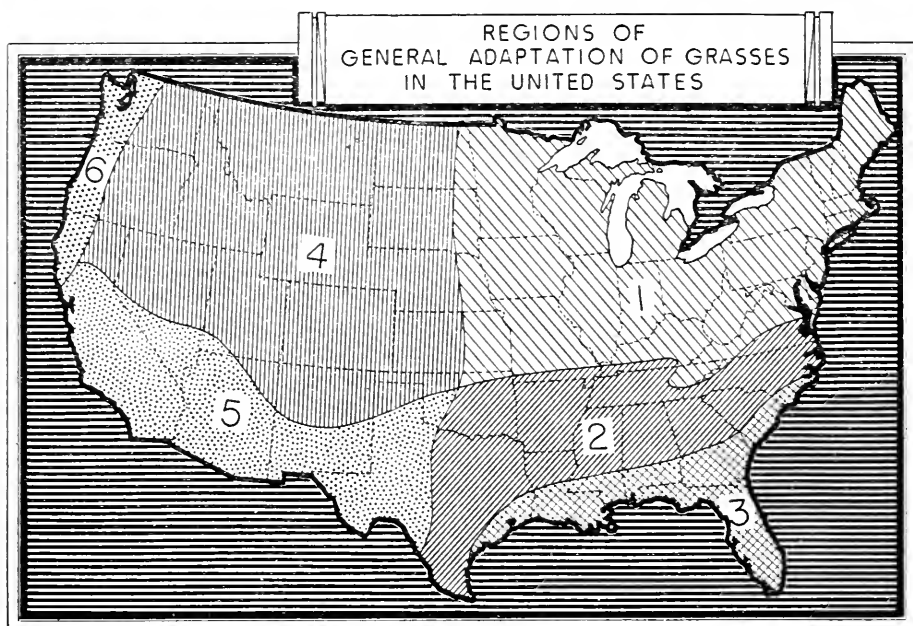 REGIONS OF
GENERAL ADAPTATION OF GRASSES
IN THE UNITED STATES
6
4
1
5
2
3